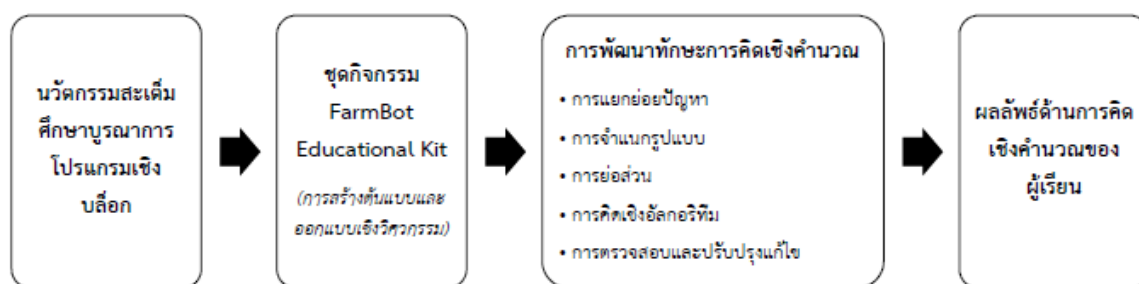 นวัตกรรมสะเต็ม
ศึกษาบูรณาการ
โปรแกรมเชิง
บล็อก
ชุดกิจกรรม
FarmBot
Educational Kit
(การสร้างต้นแบบและ
ออกแบบเชิงวิศวกรรม)
การพัฒนาทักษะการคิดเชิงคำนวณ
• การแยกย่อยปัญหา
• การจำแนกรูปแบบ
• การย่อส่วน
• การคิดเชิงอัลกอริทึม
• การตรวจสอบและปรับปรุงแก้ไข
ผลลัพธ์ด้านการคิด
เชิงคำนวณของ
ผู้เรียน